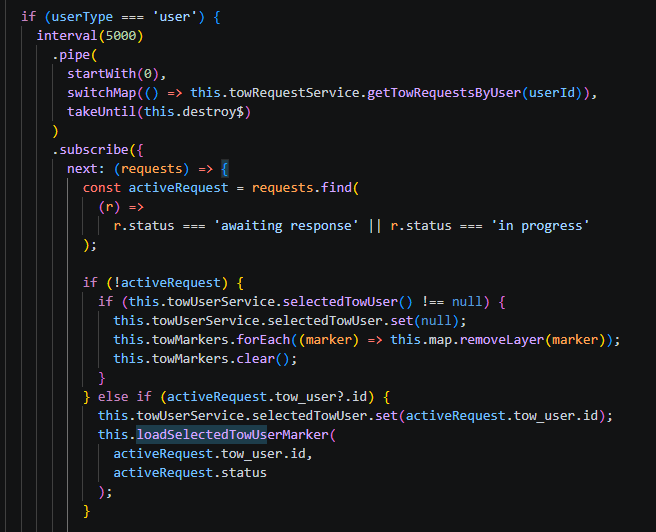 if (userType === 'user') {
interval(5000)
.pipe(
startWith(0),
switchMap(() => this.towRequestService.getTowRequestsByUser(userId)),
takeUntil(this.destroy$)
)
.subscribe({
next: (requests) => {
const activeRequest = requests.find(
(r) =>
r.status === 'awaiting response' || r.status === 'in progress'
);
if (!activeRequest) {
if (this.towUserService.selectedTowUser() !== null) {
this.towUserService.selectedTowUser.set(null);
this.towMarkers.forEach((marker) => this.map.removeLayer(marker));
this.towMarkers.clear();
}
} else if (activeRequest.tow_user?.id) {
this.towUserService.selectedTowUser.set(activeRequest.tow_user.id);
this.loadSelectedTowUserMarker(
activeRequest.tow_user.id,
activeRequest.status
);
}